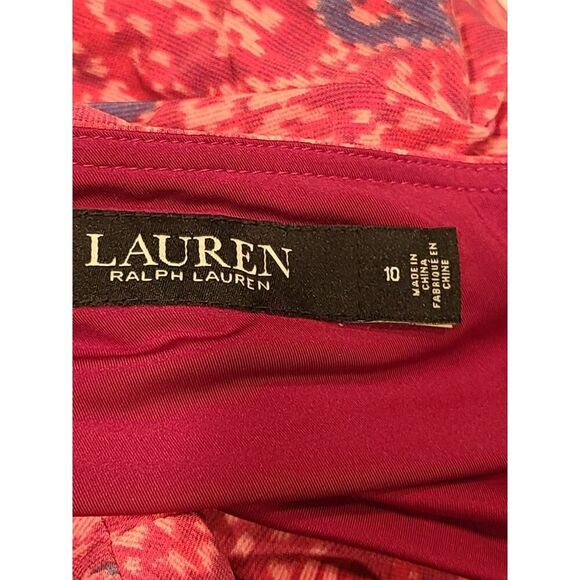 LAUREN
RALPH LAUREN
10
MADE IN
CHINA
FABRIQUÉ EN
CHINE